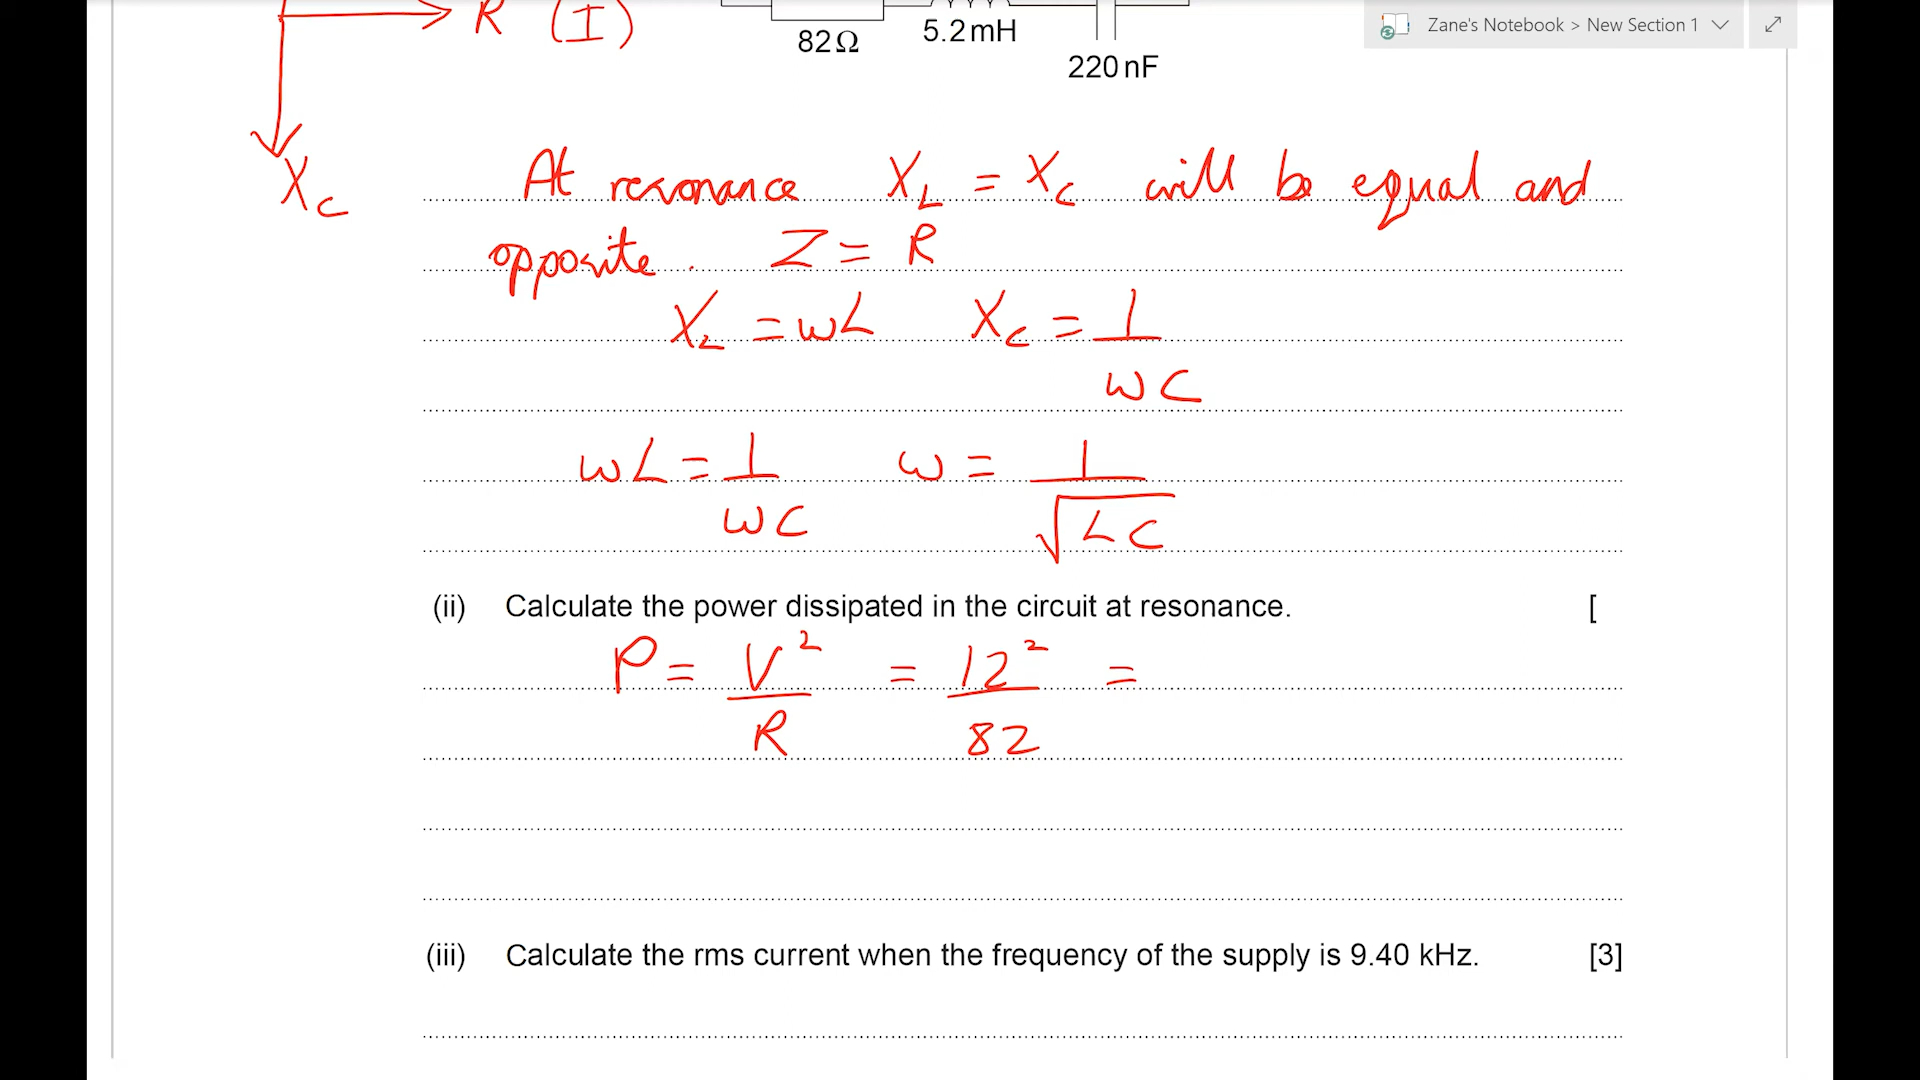 R (I)
82Ω
5.2 mH
220 nF
Zane's Notebook > New Section 1
X_C
At resonance X_L = X_C will be equal and
opposite. Z = R
X_L = ωL X_C = 1/ωC
ωL = 1/ωC ω = 1/√LC
(ii) Calculate the power dissipated in the circuit at resonance. [
P = V²/R = 12²/82 =
(iii) Calculate the rms current when the frequency of the supply is 9.40 kHz. [3]